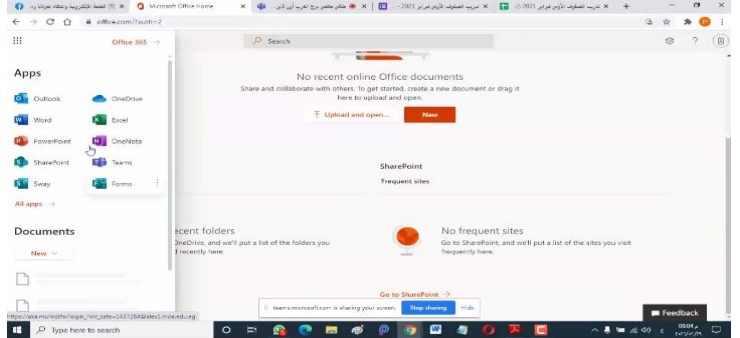 Microsoft Office Home
office.com/?auth=2
Office 365 →
Search
Apps
Outlook
OneDrive
Word
Excel
PowerPoint
OneNote
SharePoint
Teams
Sway
Forms
All apps →
Documents
New
No recent online Office documents
Share and collaborate with others. To get started, create a new document or drag it
here to upload and open.
Upload and open...
New
SharePoint
Frequent sites
ecent folders
OneDrive, and we'll put a list of the folders you
recently here.
No frequent sites
Go to SharePoint, and we'll put a list of the sites you visit
frequently here.
Go to SharePoint →
teams.microsoft.com is sharing your screen.
Stop sharing
Hide
Feedback
Type here to search